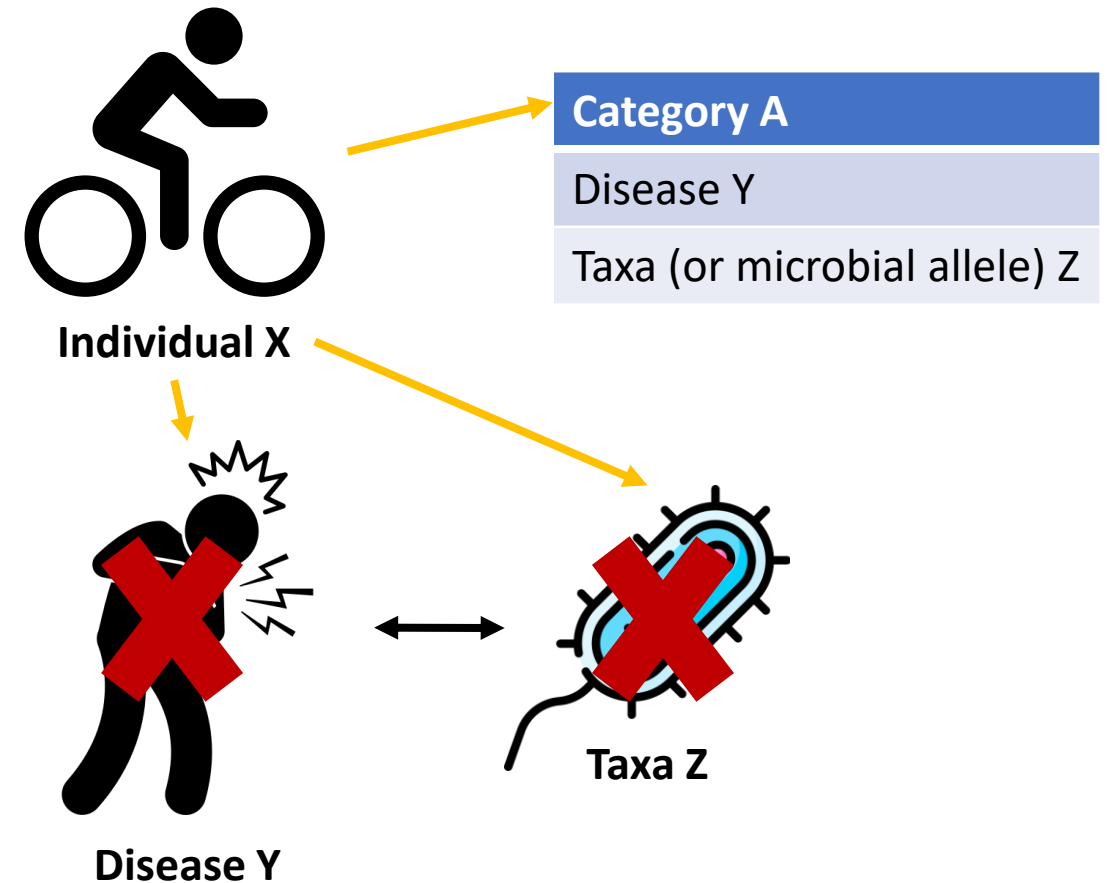 Category A
Disease Y
Taxa (or microbial allele) Z
Individual X
Taxa Z
Disease Y